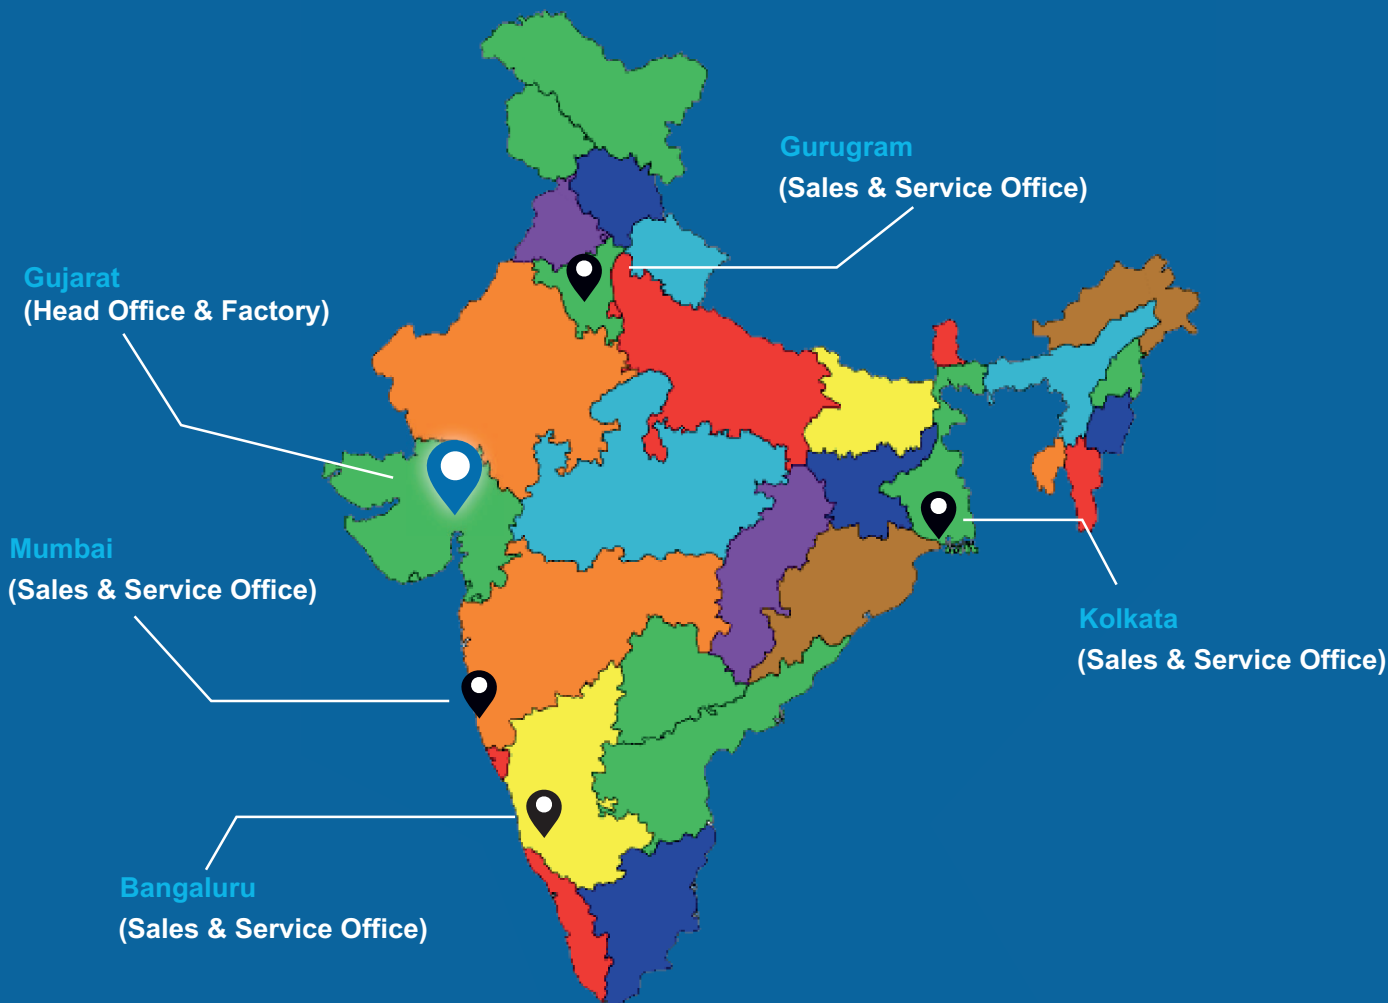 Gurugram
(Sales & Service Office)
Gujarat
(Head Office & Factory)
Mumbai
(Sales & Service Office)
Kolkata
(Sales & Service Office)
Bangaluru
(Sales & Service Office)